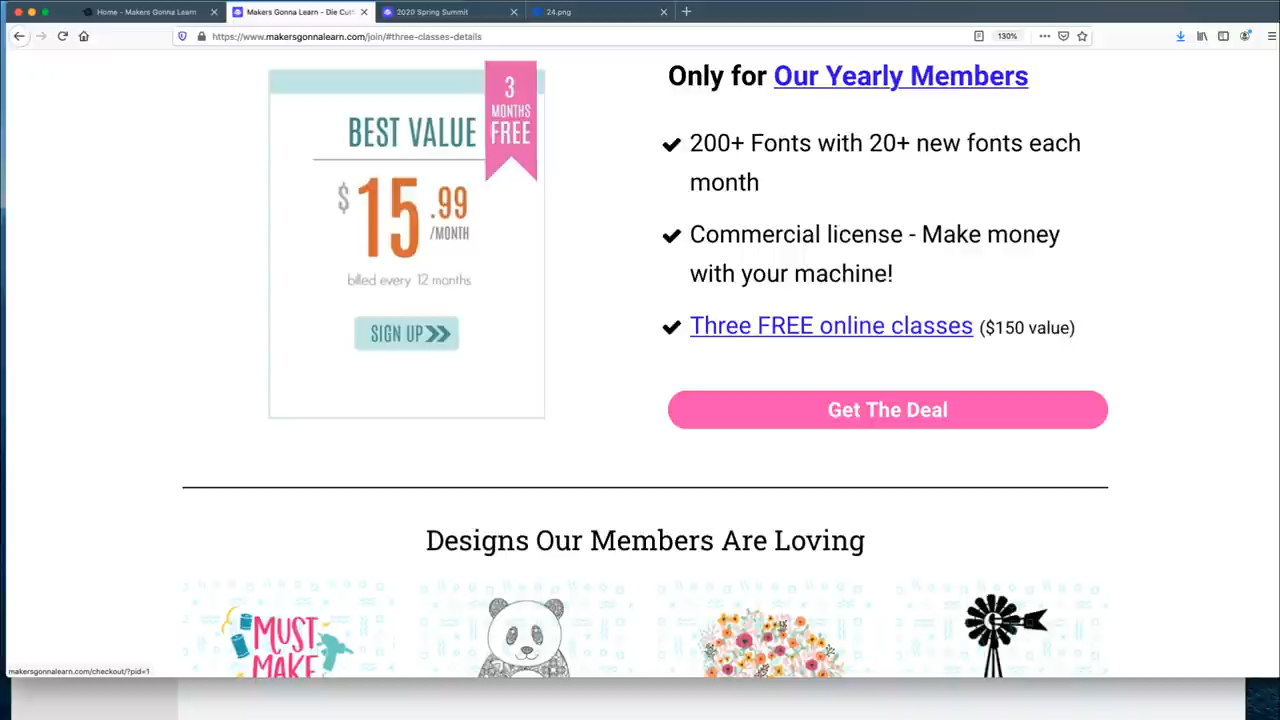 Home - Makers Gonna Learn
Makers Gonna Learn - Die Cut
2020 Spring Summit
24.png
https://www.makersgonnalearn.com/join/#three-classes-details
130%
Only for Our Yearly Members
3
MONTHS
FREE
BEST VALUE
$15.99
/MONTH
billed every 12 months
SIGN UP
200+ Fonts with 20+ new fonts each
month
Commercial license - Make money
with your machine!
Three FREE online classes ($150 value)
Get The Deal
Designs Our Members Are Loving
MUST
MAKE
makersgonnalearn.com/checkout/?pid=1